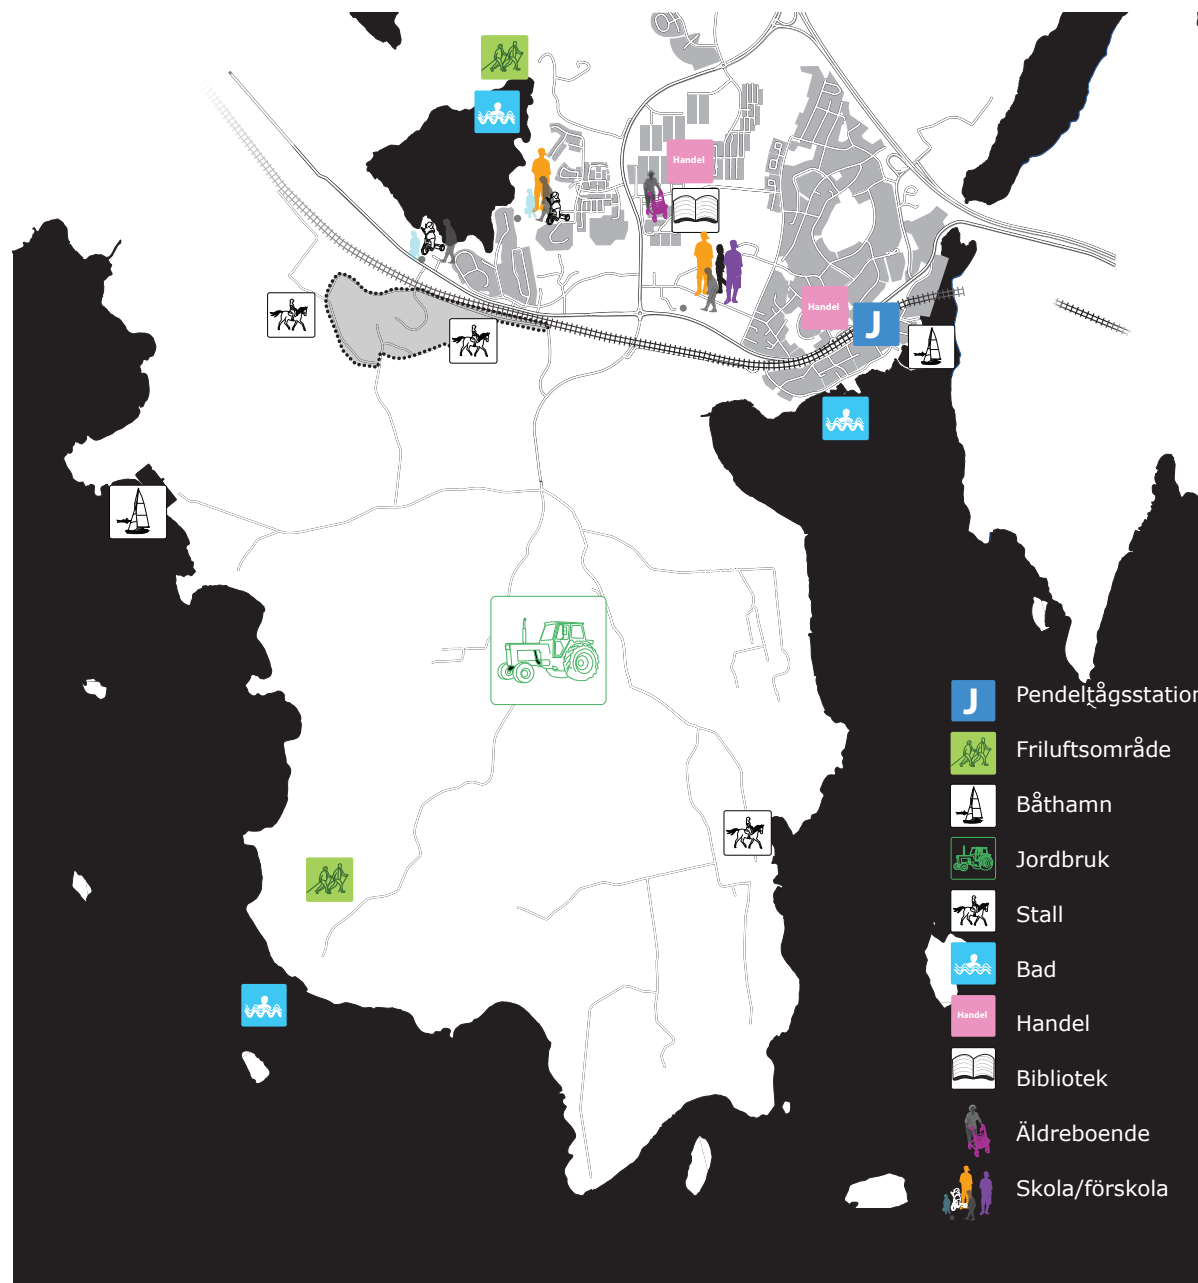 Handel
Handel
J
J
Pendeltågsstation
Friluftsområde
Båthamn
Jordbruk
Stall
Bad
Handel
Handel
Bibliotek
Äldreboende
Skola/förskola